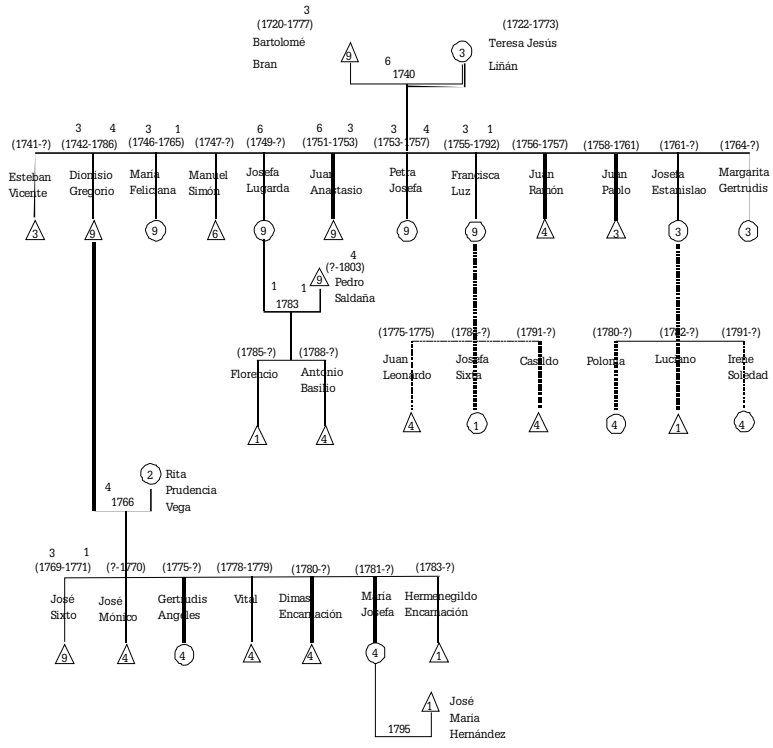 3
(1720-1777)
(1722-1773)
Bartolomé
Bran
9
3
Teresa Jesús
Liñán
6
1740
3 4 3 1 6 6 3 3 4 3 1
(1741-?) (1742-1786) (1746-1765) (1747-?) (1749-?) (1751-1753) (1753-1757) (1755-1792) (1756-1757) (1758-1761) (1761-?) (1764-?)
Esteban Dionisio María Manuel Josefa Juan Petra Francisca Juan Juan Josefa Margarita
Vicente Gregorio Feliciana Simón Lugarda Anastasio Josefa Luz Ramón Pablo Estanislao Gertrudis
3 9 9 6 9 9 9 9 4 3 3 3
4
(?-1803)
9
Pedro
Saldaña
1 1
1783
(1775-1775) (1784-?) (1791-?) (1780-?) (1782-?) (1791-?)
Juan Josefa Casildo Polonia Luciano Irene
Leonardo Sixta Soledad
4 1 4 4 1 4
(1785-?) (1788-?)
Florencio Antonio
Basilio
1 4
2
Rita
Prudencia
Vega
4
1766
3 1
(1769-1771) (?-1770) (1775-?) (1778-1779) (1780-?) (1781-?) (1783-?)
José José Gertrudis Vital Dimas María Hermenegildo
Sixto Mónico Angeles Encarnación Josefa Encarnación
9 4 4 4 4 4 1
1
José
María
Hernández
1795